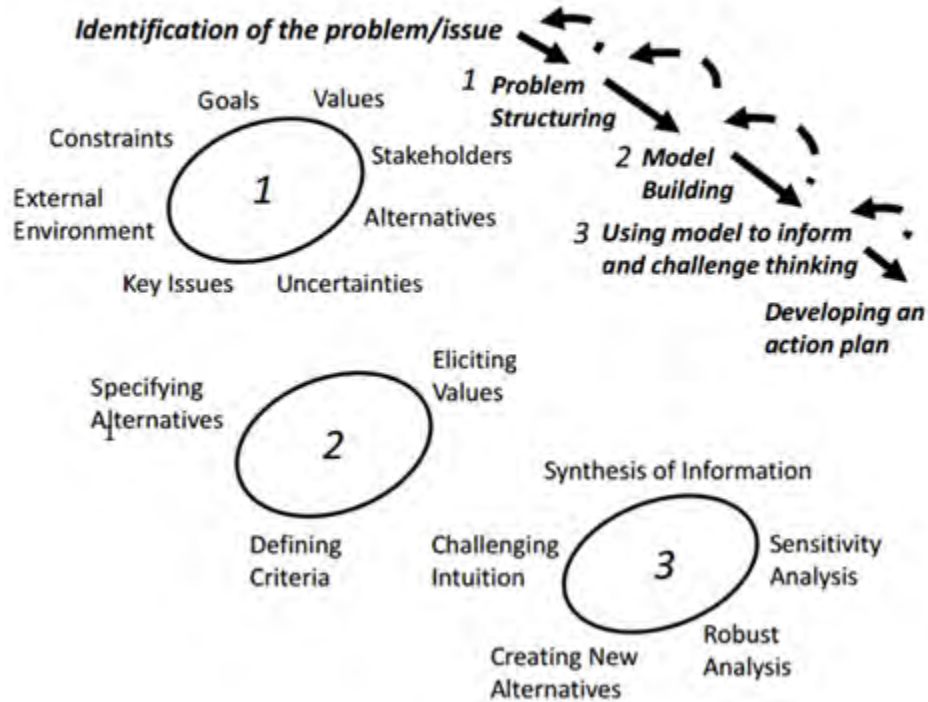 Identification of the problem/issue
1 Problem
Structuring
2 Model
Building
3 Using model to inform
and challenge thinking
Developing an
action plan
Goals
Values
Constraints
Stakeholders
External
Environment
Alternatives
Key Issues
Uncertainties
1
Specifying
Alternatives
Eliciting
Values
2
Defining
Criteria
Synthesis of Information
Challenging
Intuition
3
Sensitivity
Analysis
Creating New
Alternatives
Robust
Analysis